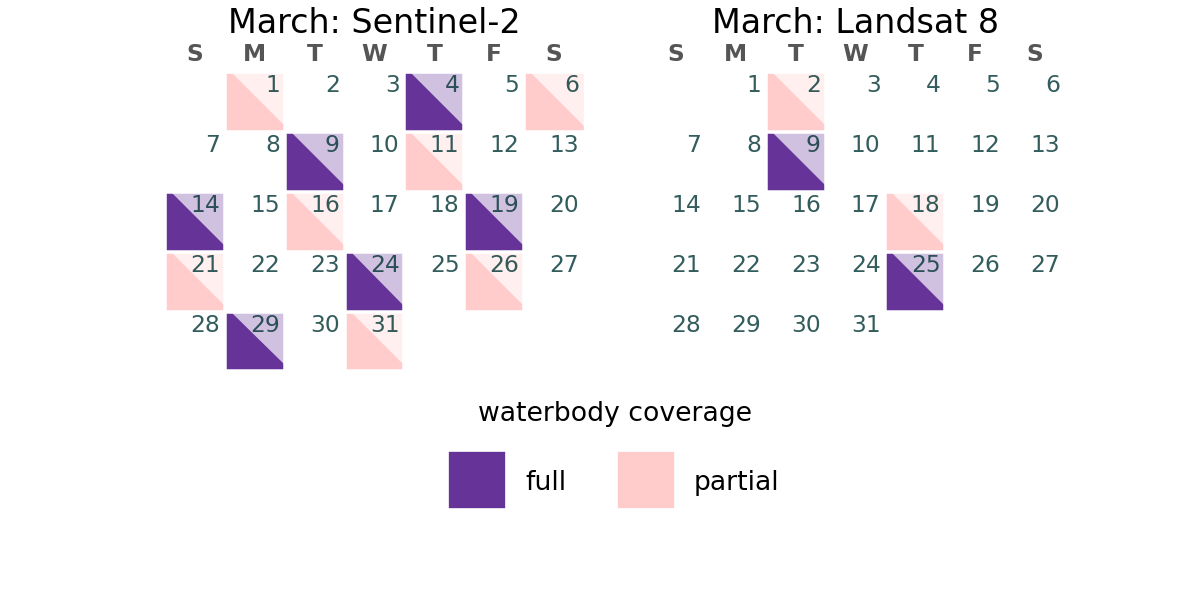 March: Sentinel-2
S M T W T F S
1 2 3 4 5 6
7 8 9 10 11 12 13
14 15 16 17 18 19 20
21 22 23 24 25 26 27
28 29 30 31
March: Landsat 8
S M T W T F S
1 2 3 4 5 6
7 8 9 10 11 12 13
14 15 16 17 18 19 20
21 22 23 24 25 26 27
28 29 30 31
waterbody coverage
full partial